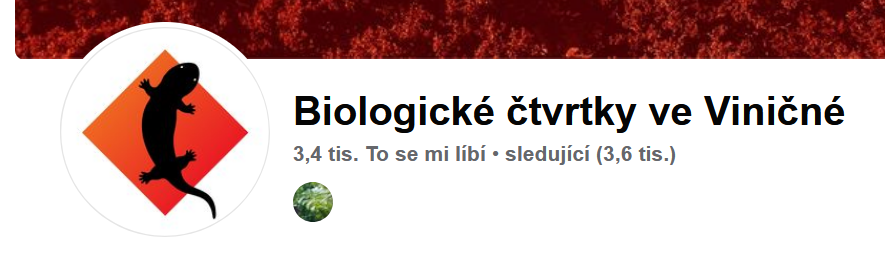 Biologické čtvrtky ve Viničné
3,4 tis. To se mi líbí • sledující (3,6 tis.)